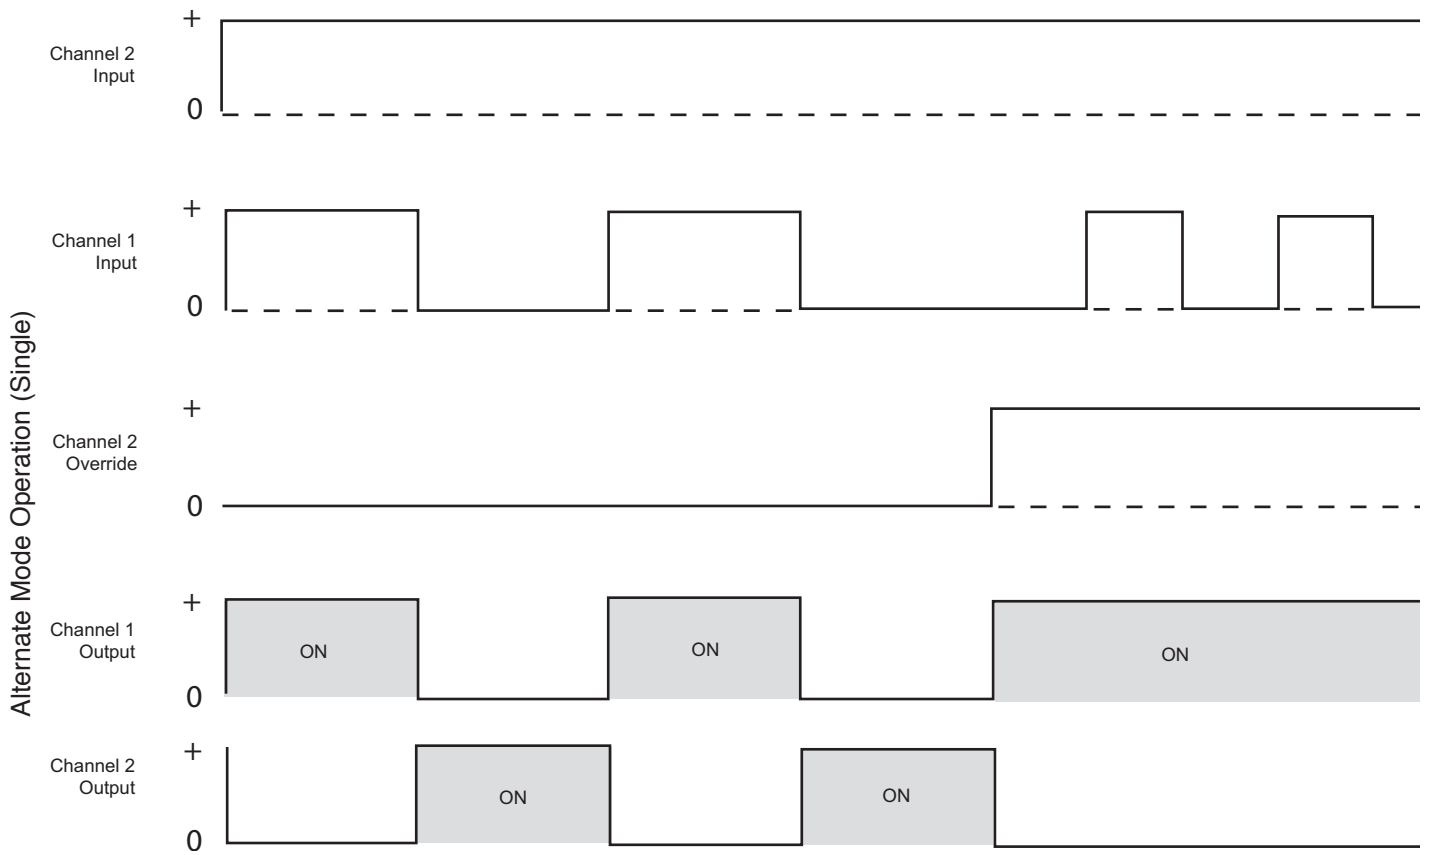 Alternate Mode Operation (Single)
+
Channel 2
Input
0
+
Channel 1
Input
0
+
Channel 2
Override
0
+
Channel 1
Output
ON
ON
ON
0
+
Channel 2
Output
ON
ON
0